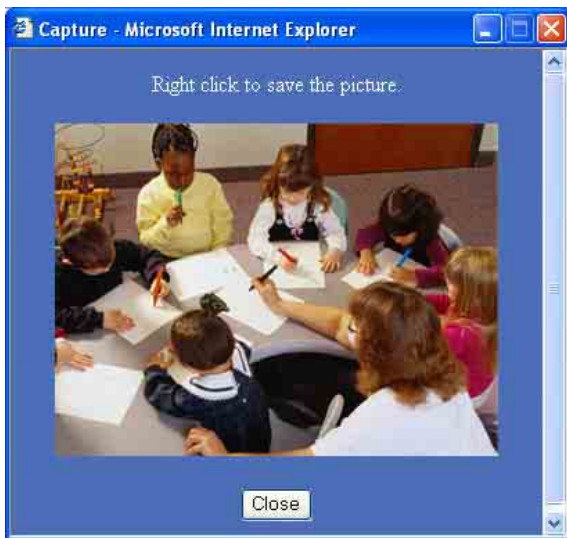 Capture - Microsoft Internet Explorer
Right click to save the picture.
Close